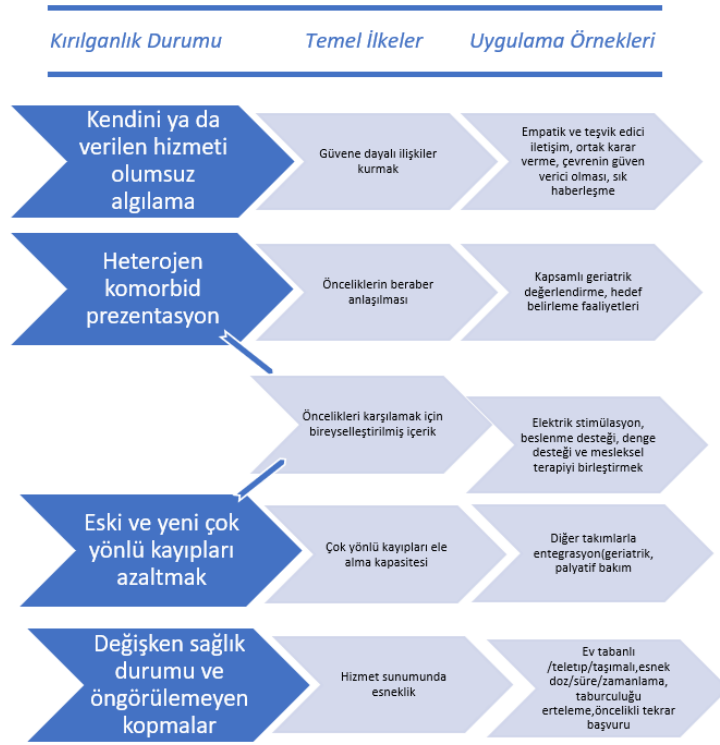 Kırılganlık Durumu
Temel İlkeler
Uygulama Örnekleri
Kendini ya da
verilen hizmeti
olumsuz
algılama
Güvene dayalı ilişkiler
kurmak
Empatik ve teşvik edici
iletişim, ortak karar
verme, çevrenin güven
verici olması, sık
haberleşme
Heterojen
komorbid
prezentasyon
Önceliklerin beraber
anlaşılması
Kapsamlı geriatrik
değerlendirme, hedef
belirleme faaliyetleri
Öncelikleri karşılamak için
bireyselleştirilmiş içerik
Elektrik stimülasyon,
beslenme desteği, denge
desteği ve mesleksel
terapiyi birleştirmek
Eski ve yeni çok
yönlü kayıpları
azaltmak
Çok yönlü kayıpları ele
alma kapasitesi
Diğer takımlarla
entegrasyon(geriatrik,
palyatif bakım
Değişken sağlık
durumu ve
öngörülemeyen
kopmalar
Hizmet sunumunda
esneklik
Ev tabanlı
/teletıp/taşımalı,esnek
doz/süre/zamanlama,
taburculuğu
erteleme,öncelikli tekrar
başvuru